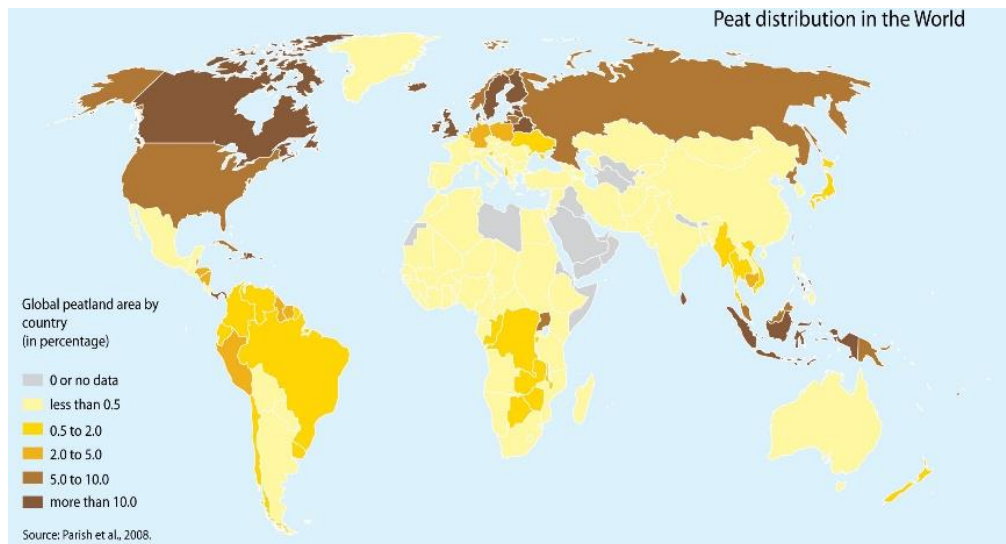 Peat distribution in the World
Global peatland area by
country
(in percentage)
0 or no data
less than 0.5
0.5 to 2.0
2.0 to 5.0
5.0 to 10.0
more than 10.0
Source: Parish et al., 2008.